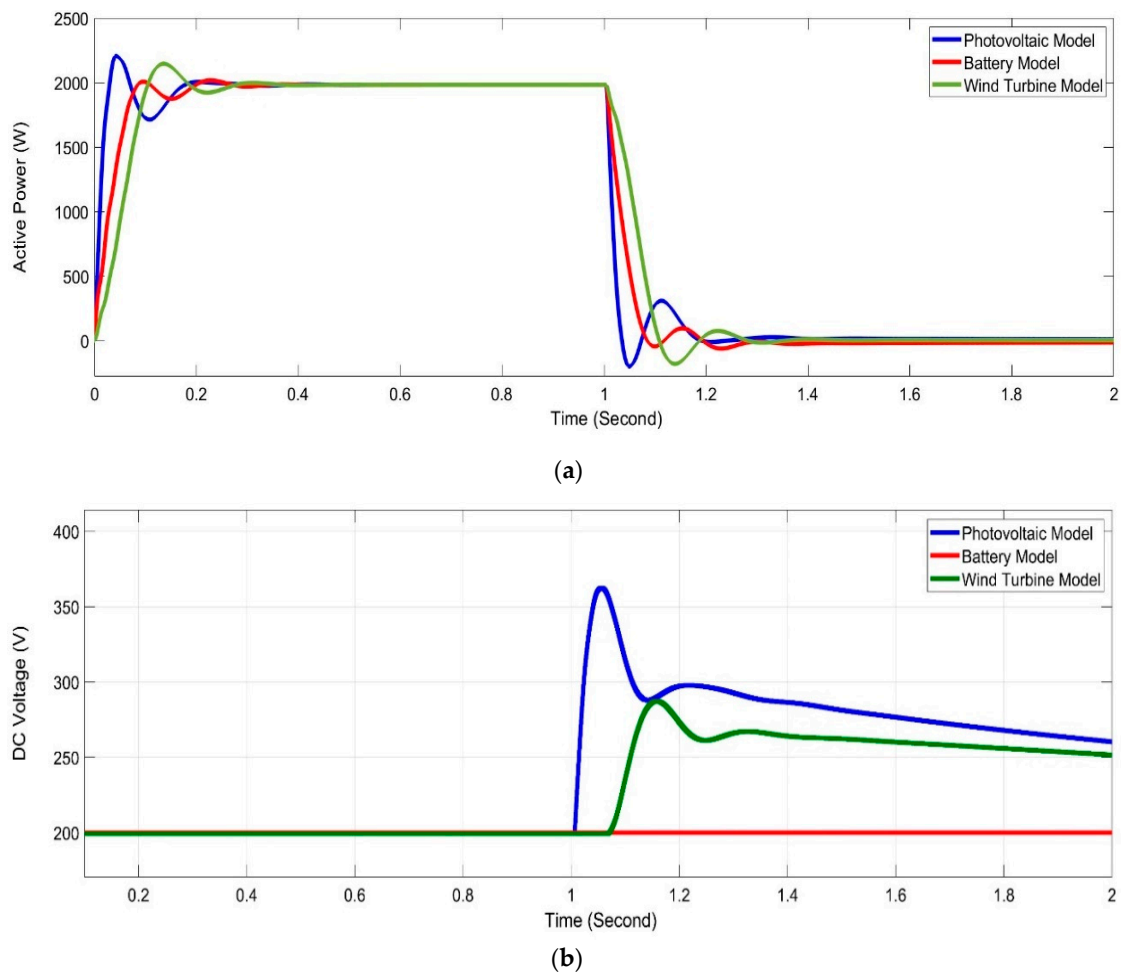 2500
2000
1500
1000
500
0
Active Power (W)
Photovoltaic Model
Battery Model
Wind Turbine Model
0 0.2 0.4 0.6 0.8 1 1.2 1.4 1.6 1.8 2
Time (Second)
(a)
400
350
300
250
200
DC Voltage (V)
Photovoltaic Model
Battery Model
Wind Turbine Model
0.2 0.4 0.6 0.8 1 1.2 1.4 1.6 1.8 2
Time (Second)
(b)